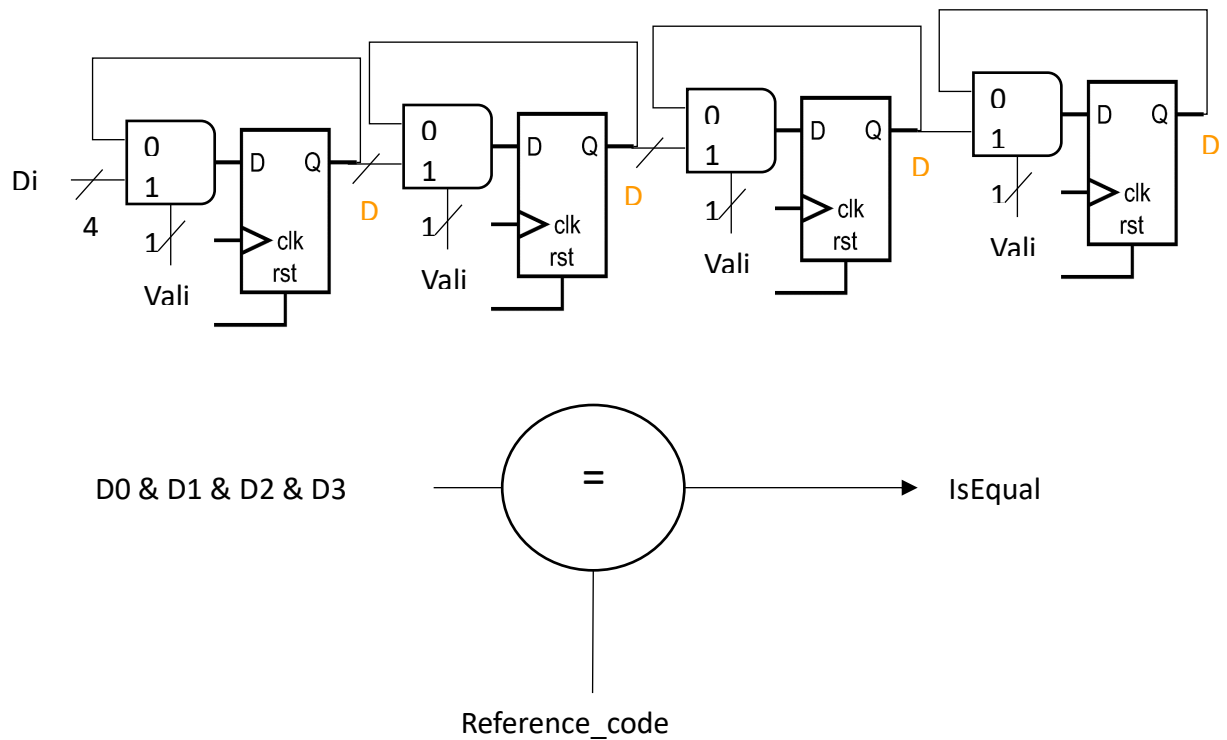 0
1
D Q
clk
rst
Di
4
1
Vali
D
0
1
D Q
clk
rst
1
Vali
D
0
1
D Q
clk
rst
1
Vali
D
0
1
D Q
clk
rst
1
Vali
D
D0 & D1 & D2 & D3
=
IsEqual
Reference_code